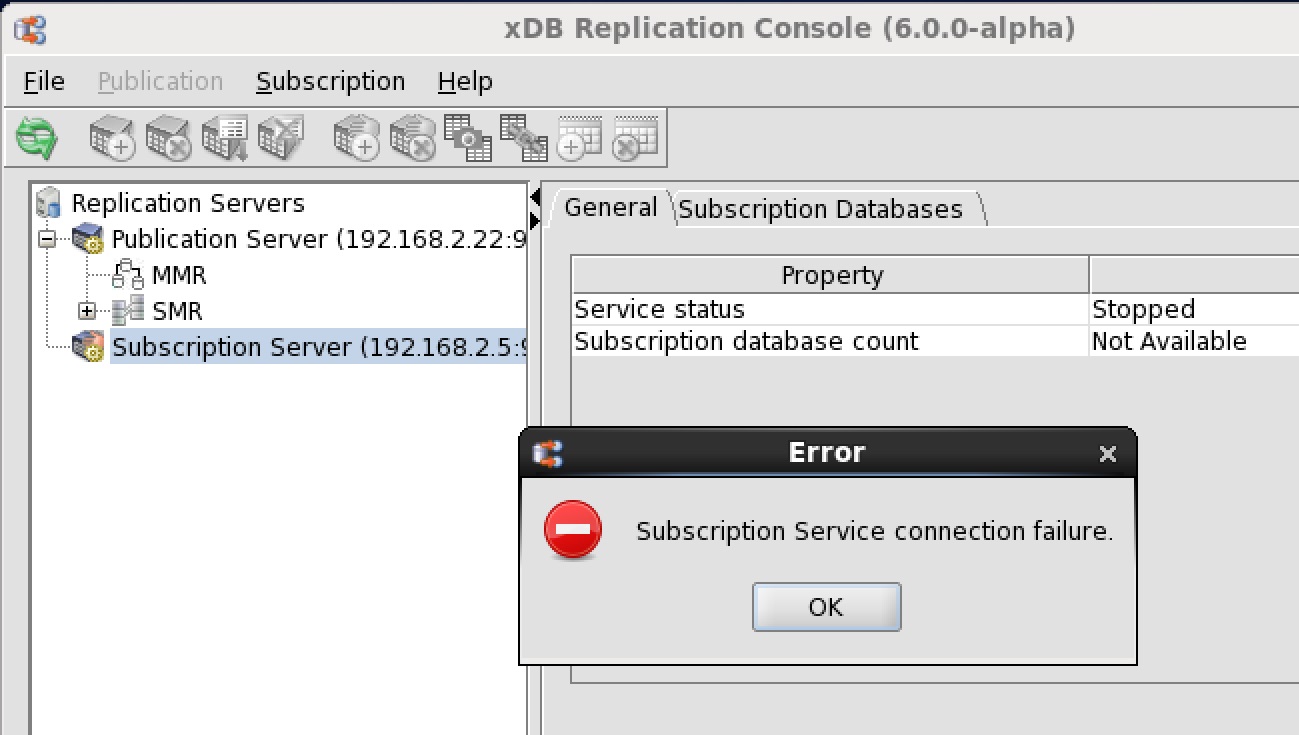 xDB Replication Console (6.0.0-alpha)
File Publication Subscription Help
Replication Servers
Publication Server (192.168.2.22:9
MMR
SMR
Subscription Server (192.168.2.5:9
General Subscription Databases
Property
Service status Stopped
Subscription database count Not Available
Error
Subscription Service connection failure.
OK